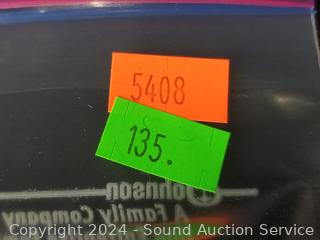 5408
135.
Johnson
A Family Company
Copyright 2024 - Sound Auction Service